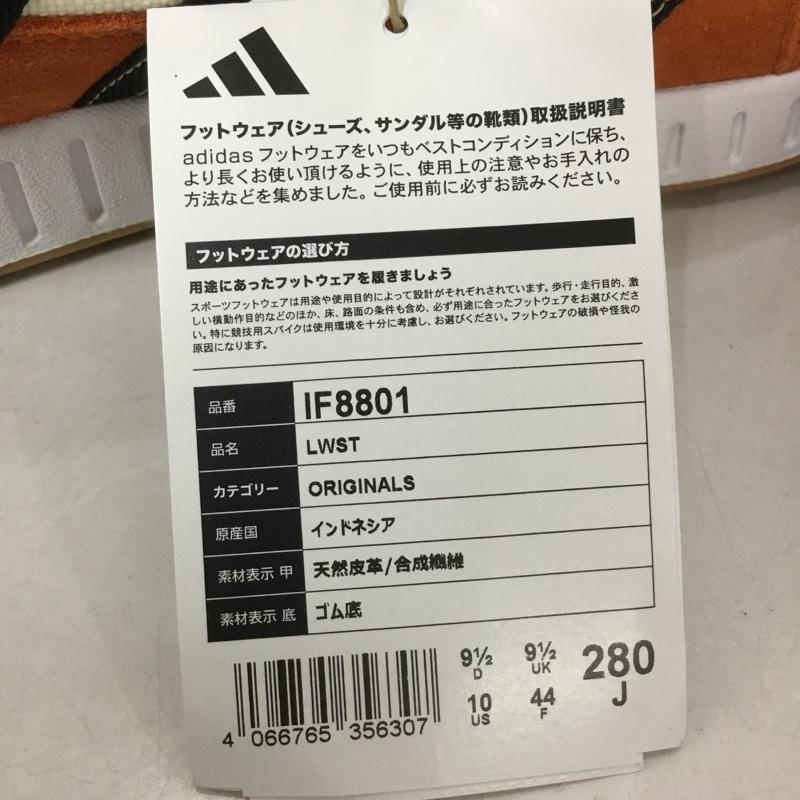 フットウェア(シューズ、サンダル等の靴類)取扱説明書
adidas フットウェアをいつもベストコンディションに保ち、
より長くお使い頂けるように、使用上の注意やお手入れの
方法などを集めました。ご使用前に必ずお読みください。
フットウェアの選び方
用途にあったフットウェアを履きましょう
スポーツフットウェアは用途や使用目的によって設計がそれぞれされています。歩行・走行目的、激
しい横動作目的などのほか、床、路面の条件も含め、必ず用途に合ったフットウェアをお選びくださ
い。特に競技用スパイクは使用環境を十分に考慮し、お選びください。フットウェアの破損や怪我の
原因になります。
品番 IF8801
品名 LWST
カテゴリー ORIGINALS
原産国 インドネシア
素材表示 甲 天然皮革/合成繊維
素材表示 底 ゴム底
9½ D 9½ UK 280 J
10 US 44 F
4 066765 356307